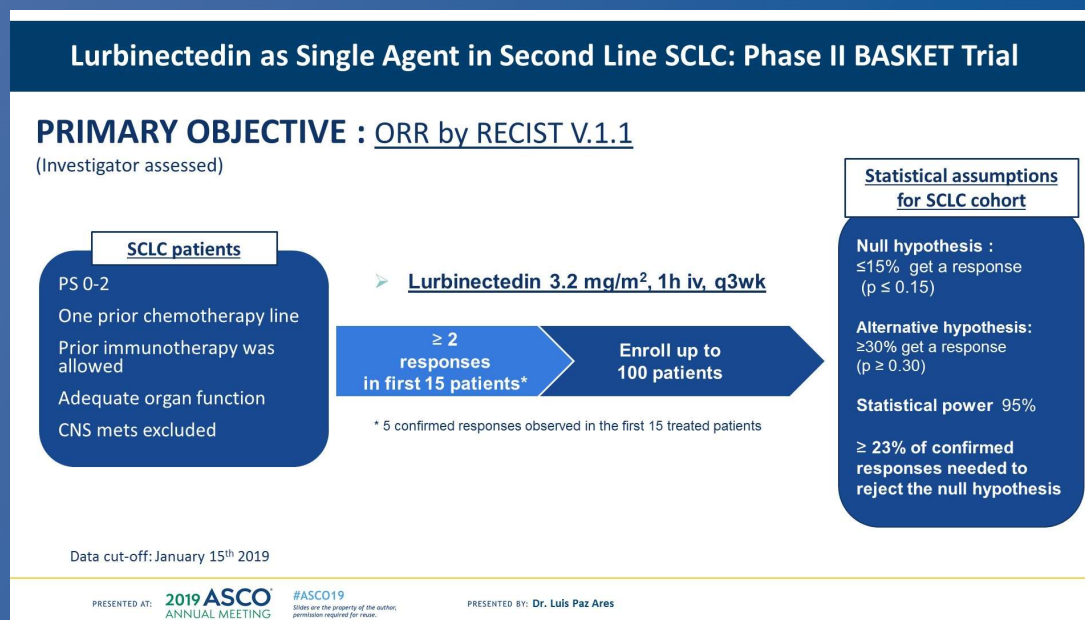 Lurbinectedin as Single Agent in Second Line SCLC: Phase II BASKET Trial
PRIMARY OBJECTIVE : ORR by RECIST V.1.1
(Investigator assessed)
SCLC patients
PS 0-2
One prior chemotherapy line
Prior immunotherapy was
allowed
Adequate organ function
CNS mets excluded
Lurbinectedin 3.2 mg/m², 1h iv, q3wk
≥ 2
responses
in first 15 patients*
Enroll up to
100 patients
* 5 confirmed responses observed in the first 15 treated patients
Statistical assumptions
for SCLC cohort
Null hypothesis :
≤15% get a response
(p ≤ 0.15)
Alternative hypothesis:
≥30% get a response
(p ≥ 0.30)
Statistical power 95%
≥ 23% of confirmed
responses needed to
reject the null hypothesis
Data cut-off: January 15th 2019
PRESENTED AT:
2019 ASCO
ANNUAL MEETING
#ASCO19
Slides are the property of the author,
permission required for reuse.
PRESENTED BY: Dr. Luis Paz Ares